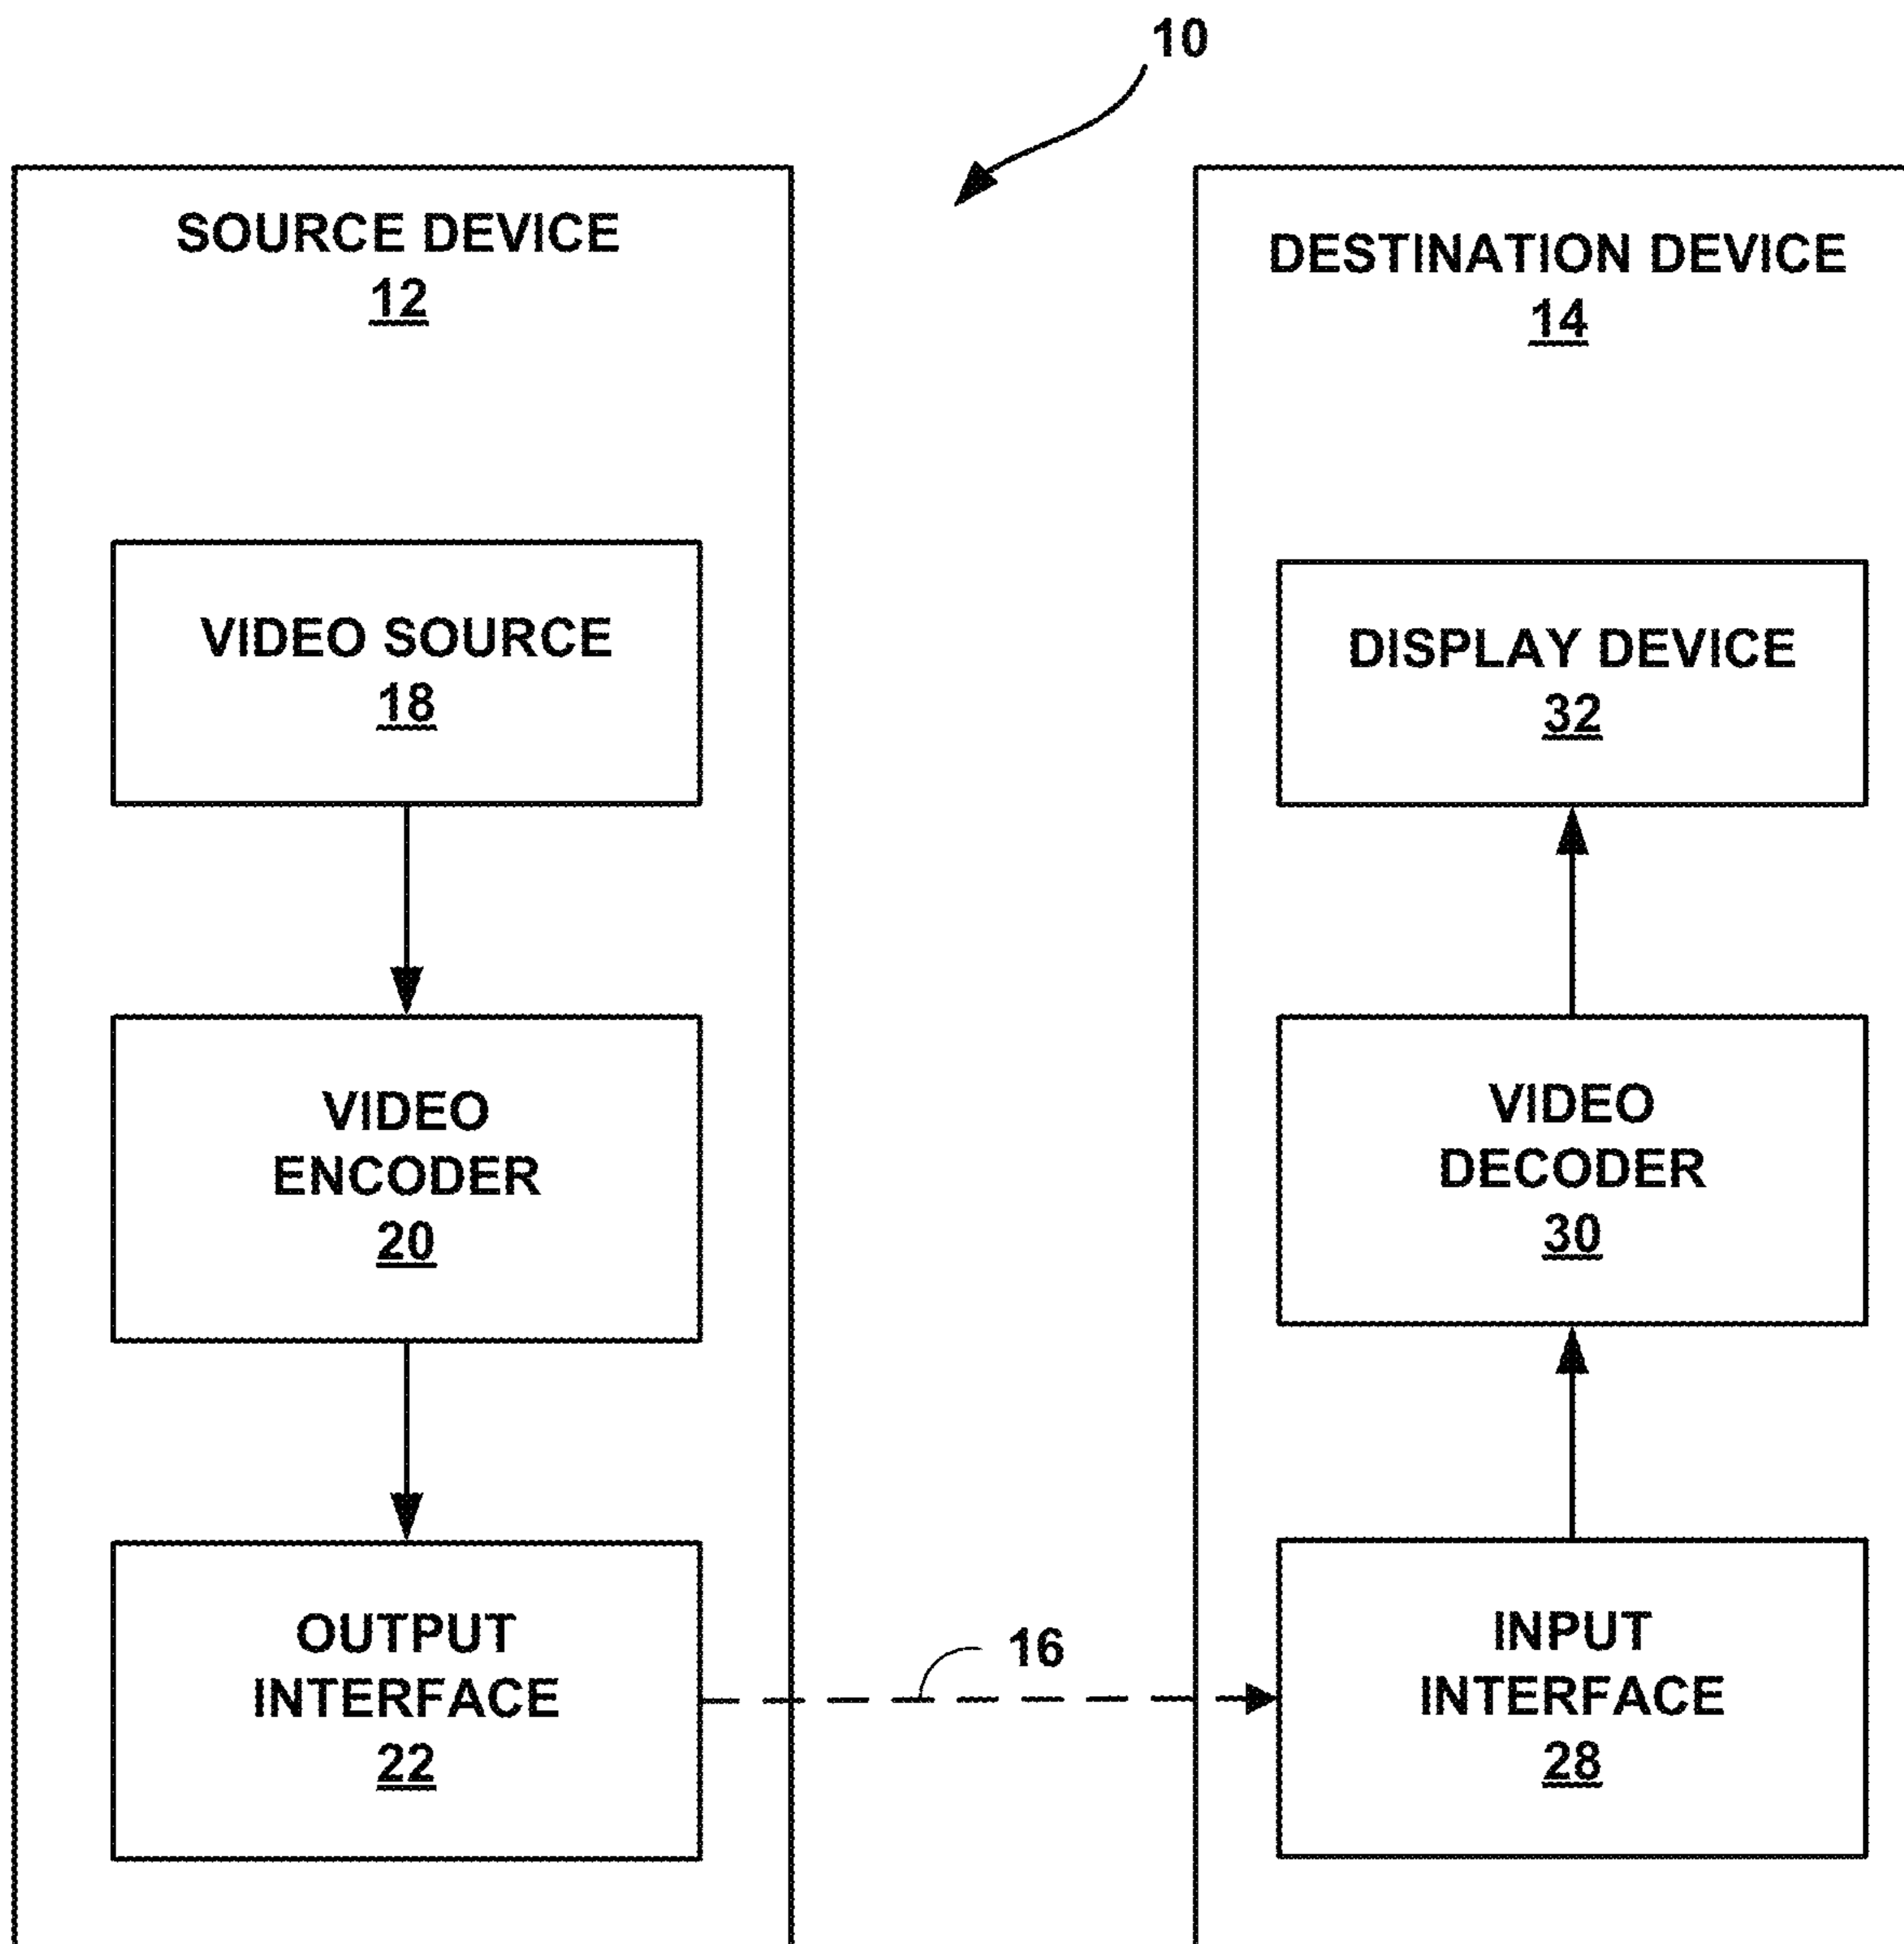 10
SOURCE DEVICE
12
VIDEO SOURCE
18
VIDEO
ENCODER
20
OUTPUT
INTERFACE
22
16
DESTINATION DEVICE
14
DISPLAY DEVICE
32
VIDEO
DECODER
30
INPUT
INTERFACE
28